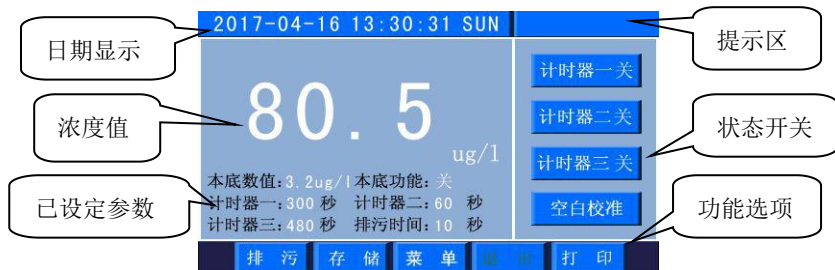 2017-04-16 13:30:31 SUN
日期显示
提示区
计时器一关
80.5
浓度值
计时器二关
状态开关
ug/l
计时器三 关
本底数值:3.2ug/l 本底功能:关
已设定参数
计时器一:300 秒 计时器二:60 秒
空白校准
功能选项
计时器三:480 秒 排污时间:10 秒
排 污 存 储 菜 单 打 印